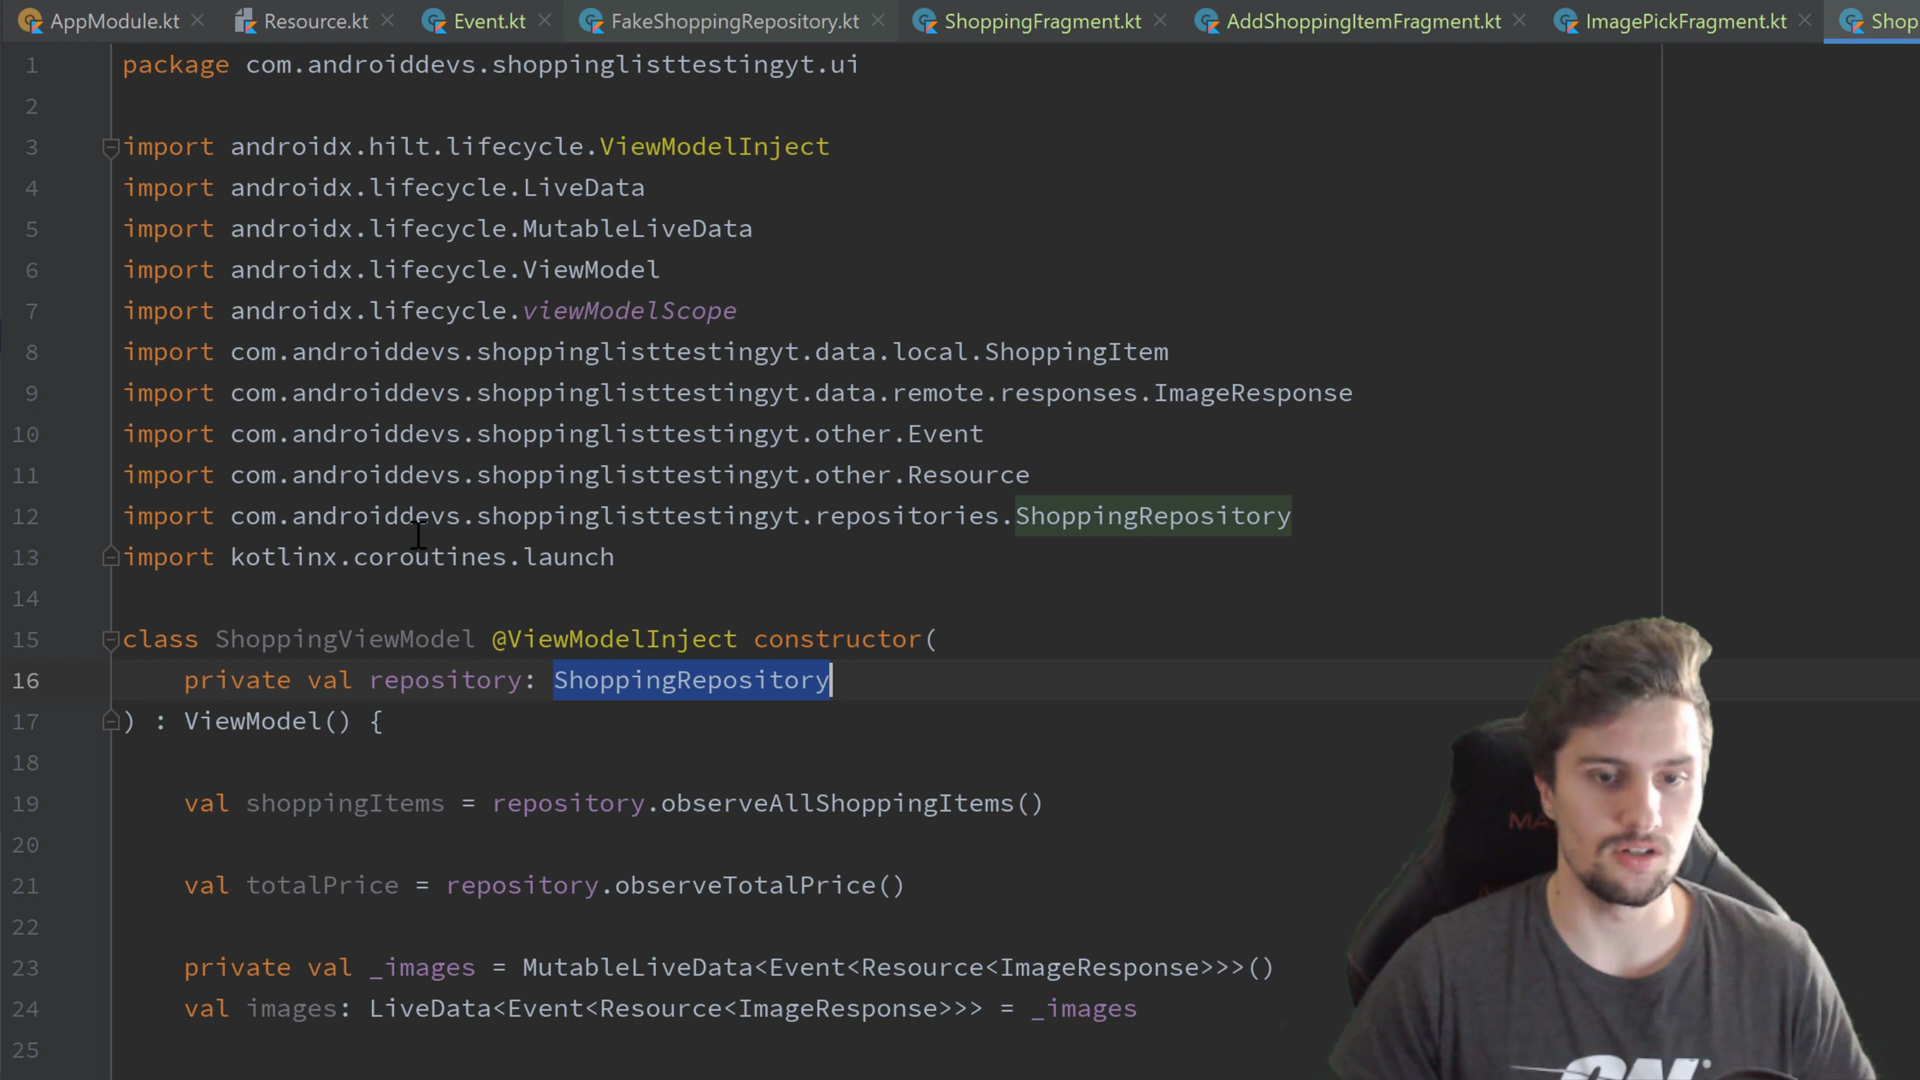 AppModule.kt
Resource.kt
Event.kt
FakeShoppingRepository.kt
ShoppingFragment.kt
AddShoppingItemFragment.kt
ImagePickFragment.kt
Shop
1 package com.androiddevs.shoppinglisttestingyt.ui
2
3 import androidx.hilt.lifecycle.ViewModelInject
4 import androidx.lifecycle.LiveData
5 import androidx.lifecycle.MutableLiveData
6 import androidx.lifecycle.ViewModel
7 import androidx.lifecycle.viewModelScope
8 import com.androiddevs.shoppinglisttestingyt.data.local.ShoppingItem
9 import com.androiddevs.shoppinglisttestingyt.data.remote.responses.ImageResponse
10 import com.androiddevs.shoppinglisttestingyt.other.Event
11 import com.androiddevs.shoppinglisttestingyt.other.Resource
12 import com.androiddevs.shoppinglisttestingyt.repositories.ShoppingRepository
13 import kotlinx.coroutines.launch
14
15 class ShoppingViewModel @ViewModelInject constructor(
16 private val repository: ShoppingRepository
17 ) : ViewModel() {
18
19 val shoppingItems = repository.observeAllShoppingItems()
20
21 val totalPrice = repository.observeTotalPrice()
22
23 private val _images = MutableLiveData<Event<Resource<ImageResponse>>>()
24 val images: LiveData<Event<Resource<ImageResponse>>> = _images
25